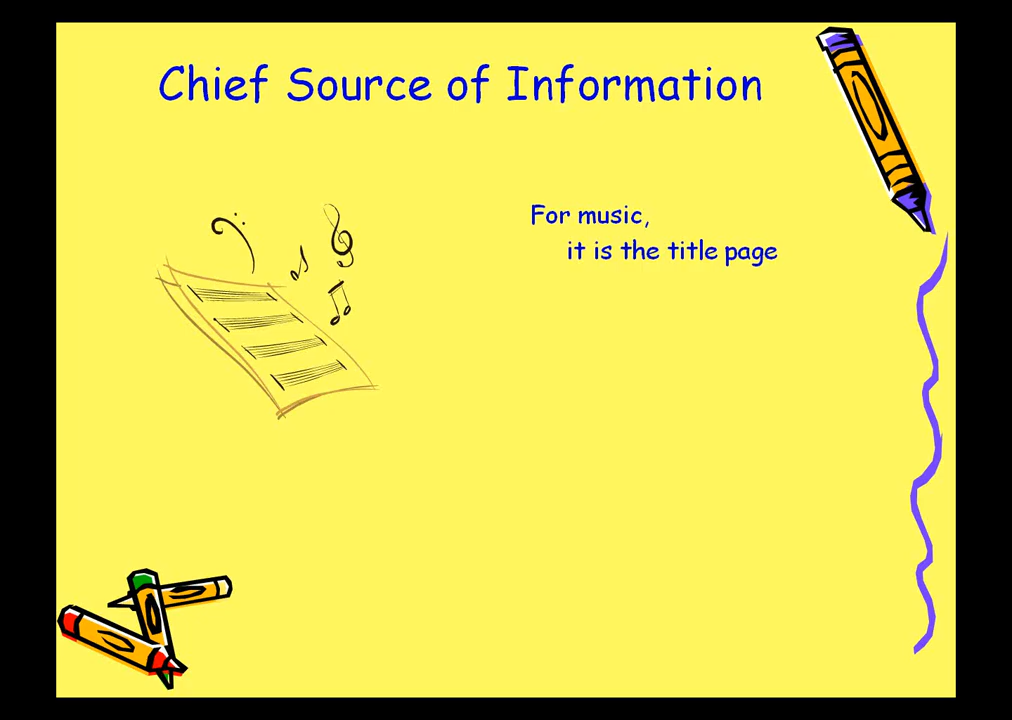 Chief Source of Information
For music,
it is the title page